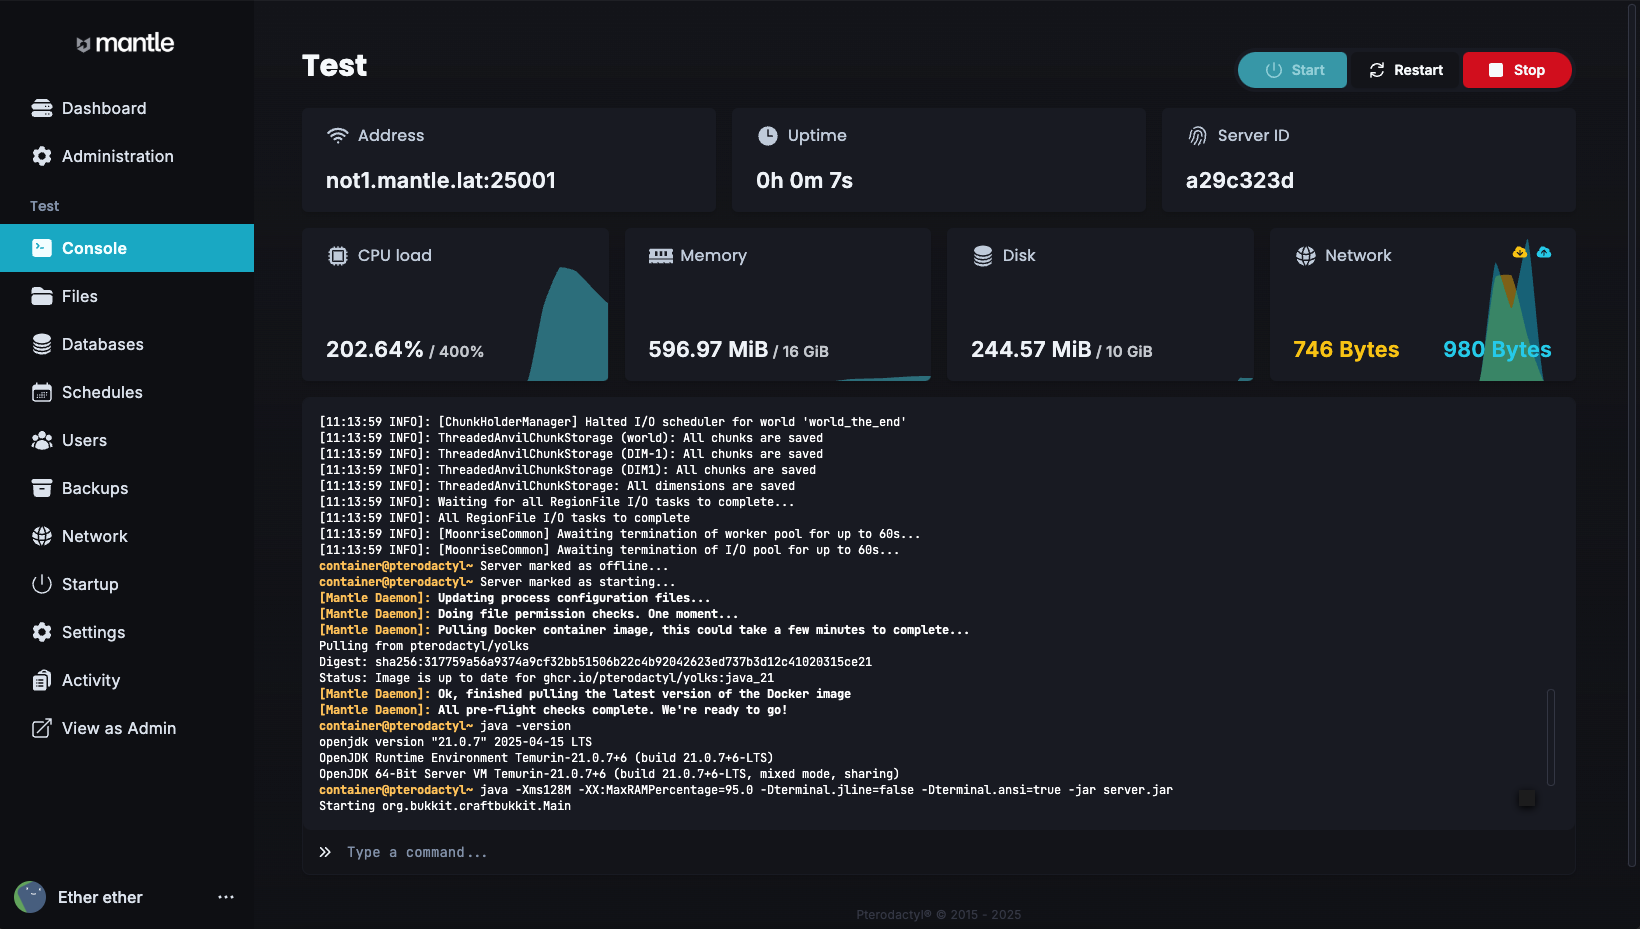 mantle
Dashboard
Administration
Test
Console
Files
Databases
Schedules
Users
Backups
Network
Startup
Settings
Activity
View as Admin
Ether ether
Test
Start
Restart
Stop
Address
not1.mantle.lat:25001
Uptime
0h 0m 7s
Server ID
a29c323d
CPU load
202.64% / 400%
Memory
596.97 MiB / 16 GiB
Disk
244.57 MiB / 10 GiB
Network
746 Bytes
980 Bytes
[11:13:59 INFO]: [ChunkHolderManager] Halted I/O scheduler for world 'world_the_end'
[11:13:59 INFO]: ThreadedAnvilChunkStorage (world): All chunks are saved
[11:13:59 INFO]: ThreadedAnvilChunkStorage (DIM-1): All chunks are saved
[11:13:59 INFO]: ThreadedAnvilChunkStorage (DIM1): All chunks are saved
[11:13:59 INFO]: ThreadedAnvilChunkStorage: All dimensions are saved
[11:13:59 INFO]: Waiting for all RegionFile I/O tasks to complete...
[11:13:59 INFO]: All RegionFile I/O tasks to complete
[11:13:59 INFO]: [MoonriseCommon] Awaiting termination of worker pool for up to 60s...
[11:13:59 INFO]: [MoonriseCommon] Awaiting termination of I/O pool for up to 60s...
container@pterodactyl~ Server marked as offline...
container@pterodactyl~ Server marked as starting...
[Mantle Daemon]: Updating process configuration files...
[Mantle Daemon]: Doing file permission checks. One moment...
[Mantle Daemon]: Pulling Docker container image, this could take a few minutes to complete...
Pulling from pterodactyl/yolks
Digest: sha256:317759a56a9374a9cf32bb51506b22c4b92042623ed737b3d12c41020315ce21
Status: Image is up to date for ghcr.io/pterodactyl/yolks:java_21
[Mantle Daemon]: Ok, finished pulling the latest version of the Docker image
[Mantle Daemon]: All pre-flight checks complete. We're ready to go!
container@pterodactyl~ java -version
openjdk version "21.0.7" 2025-04-15 LTS
OpenJDK Runtime Environment Temurin-21.0.7+6 (build 21.0.7+6-LTS)
OpenJDK 64-Bit Server VM Temurin-21.0.7+6 (build 21.0.7+6-LTS, mixed mode, sharing)
container@pterodactyl~ java -Xms128M -XX:MaxRAMPercentage=95.0 -Dterminal.jline=false -Dterminal.ansi=true -jar server.jar
Starting org.bukkit.craftbukkit.Main
Type a command...
Pterodactyl® © 2015 - 2025